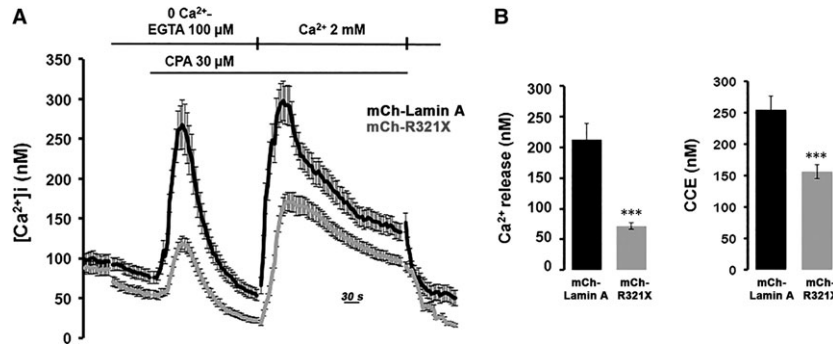 A
0 Ca²⁺-
EGTA 100 µM
Ca²⁺ 2 mM
CPA 30 µM
350
300
250
200
150
100
50
0
[Ca²⁺]i (nM)
mCh-Lamin A
mCh-R321X
30 s
B
300
250
200
150
100
50
0
Ca²⁺ release (nM)
***
mCh-
Lamin A
mCh-
R321X
300
250
200
150
100
50
0
CCE (nM)
***
mCh-
Lamin A
mCh-
R321X